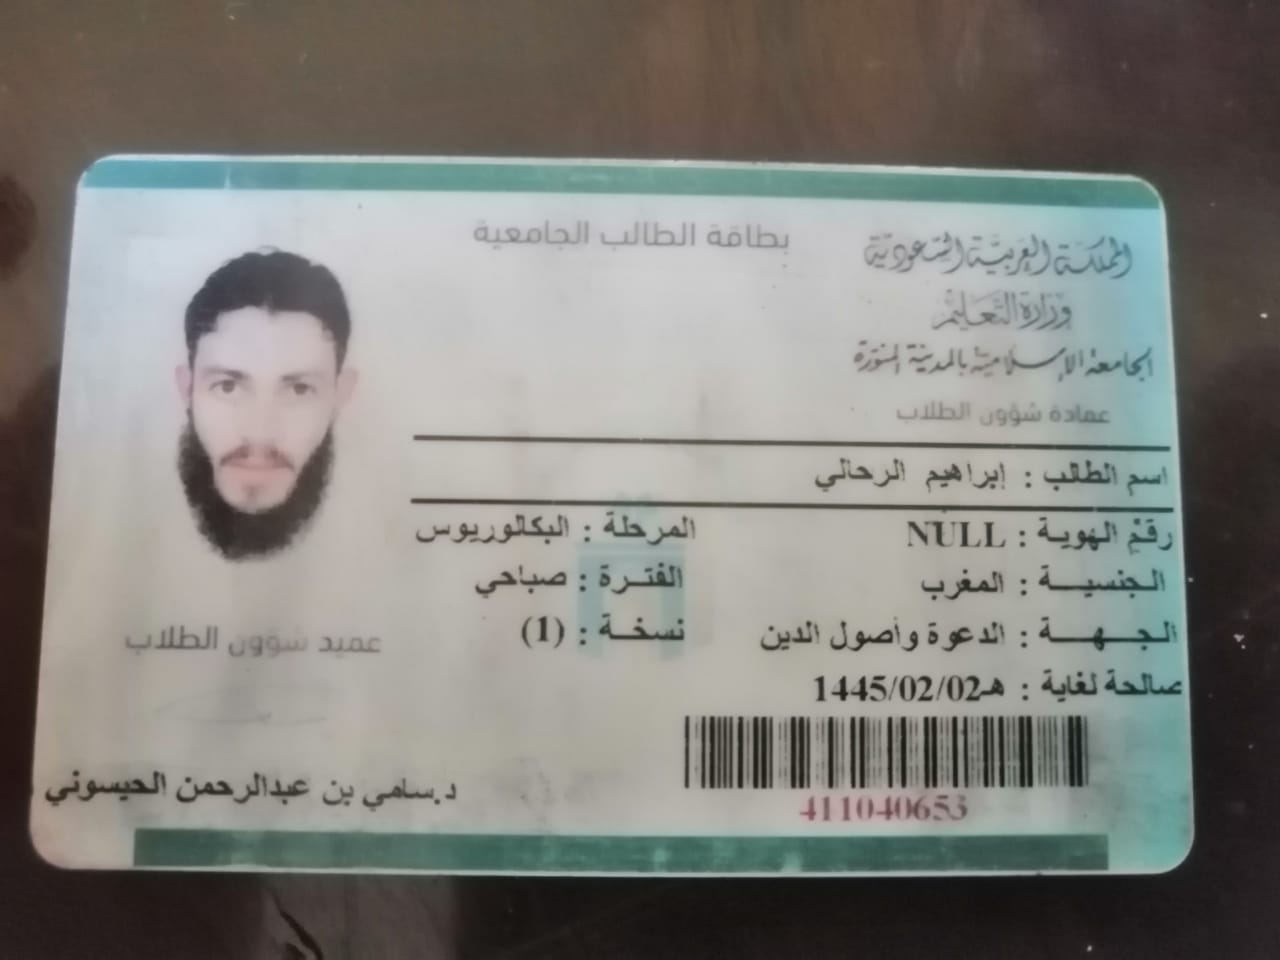 بطاقة الطالب الجامعية
المملكة العربية السعودية
وزارة التعليم
الجامعة الإسلامية بالمدينة المنورة
عمادة شؤون الطلاب
اسم الطالب : إبراهيم الرحالي
رقم الهوية : NULL
المرحلة : البكالوريوس
الجنسية : المغرب
الفترة : صباحي
الجهة : الدعوة وأصول الدين
نسخة : (1)
صالحة لغاية : 1445/02/02هـ
411040653
عميد شؤون الطلاب
د.سامي بن عبدالرحمن الحيسوني